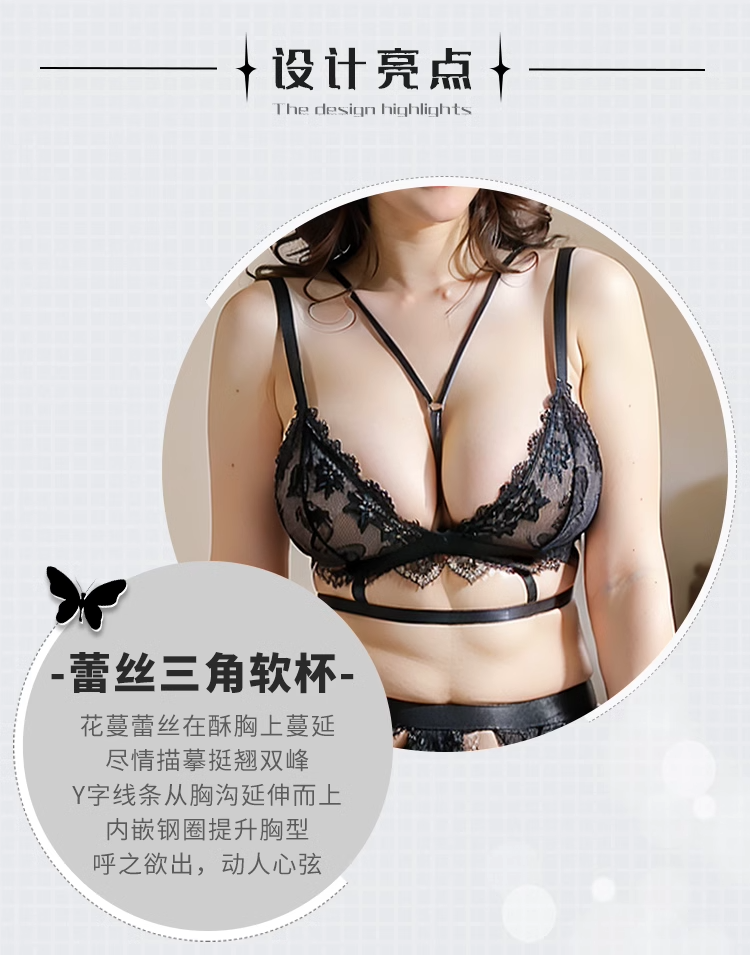 设计亮点
The design highlights
-蕾丝三角软杯-
花蔓蕾丝在酥胸上蔓延
尽情描摹挺翘双峰
Y字线条从胸沟延伸而上
内嵌钢圈提升胸型
呼之欲出，动人心弦